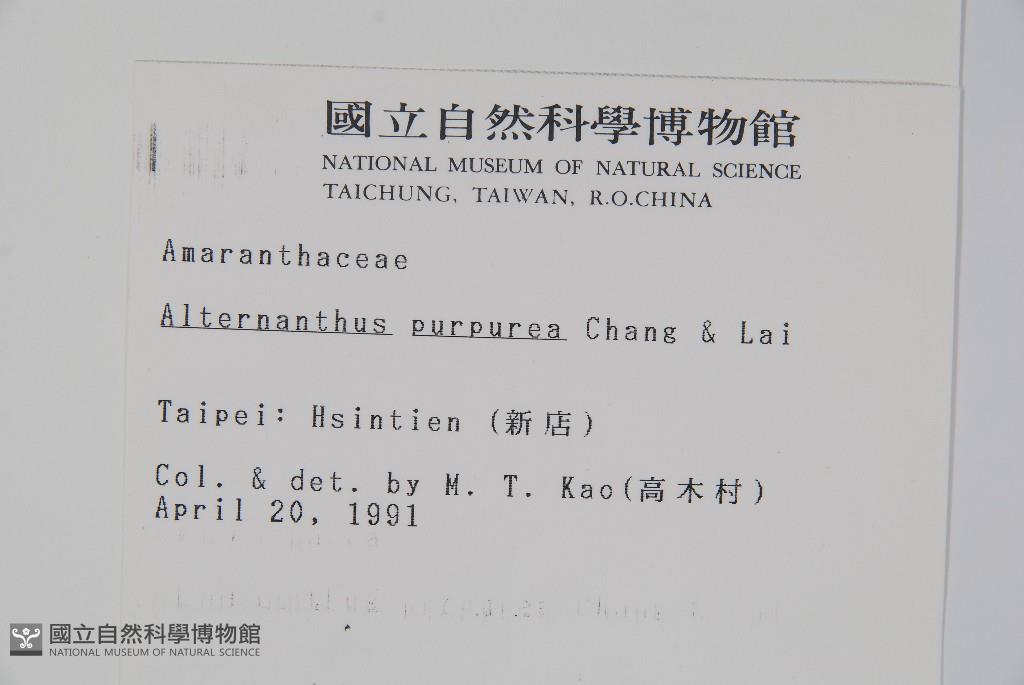 國立自然科學博物館
NATIONAL MUSEUM OF NATURAL SCIENCE
TAICHUNG, TAIWAN, R.O.CHINA
Amaranthaceae
Alternanthus purpurea Chang & Lai
Taipei: Hsintien (新店)
Col. & det. by M. T. Kao(高木村)
April 20, 1991
國立自然科學博物館
NATIONAL MUSEUM OF NATURAL SCIENCE